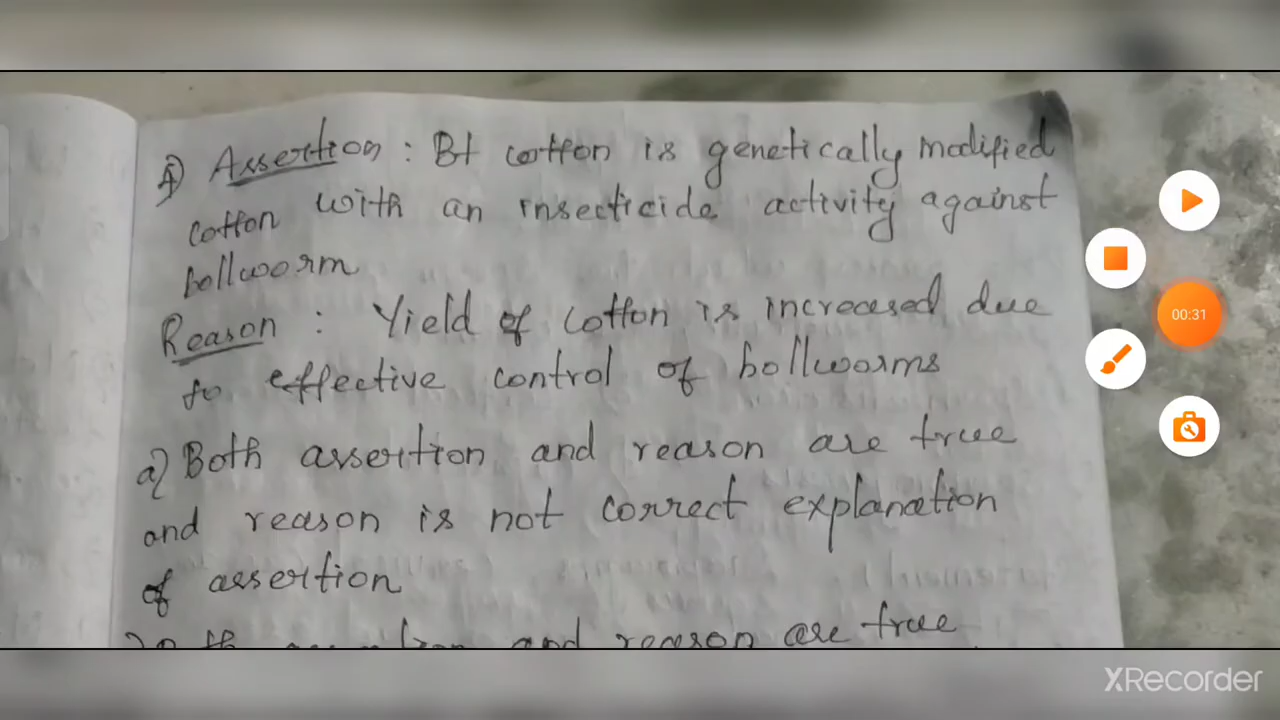 4) Assertion : Bt cotton is genetically modified
cotton with an insecticide activity against
bollworm
Reason : Yield of cotton is increased due
to effective control of bollworms
a) Both assertion and reason are true
and reason is not correct explanation
of assertion
and reason are true
00:31
XRecorder